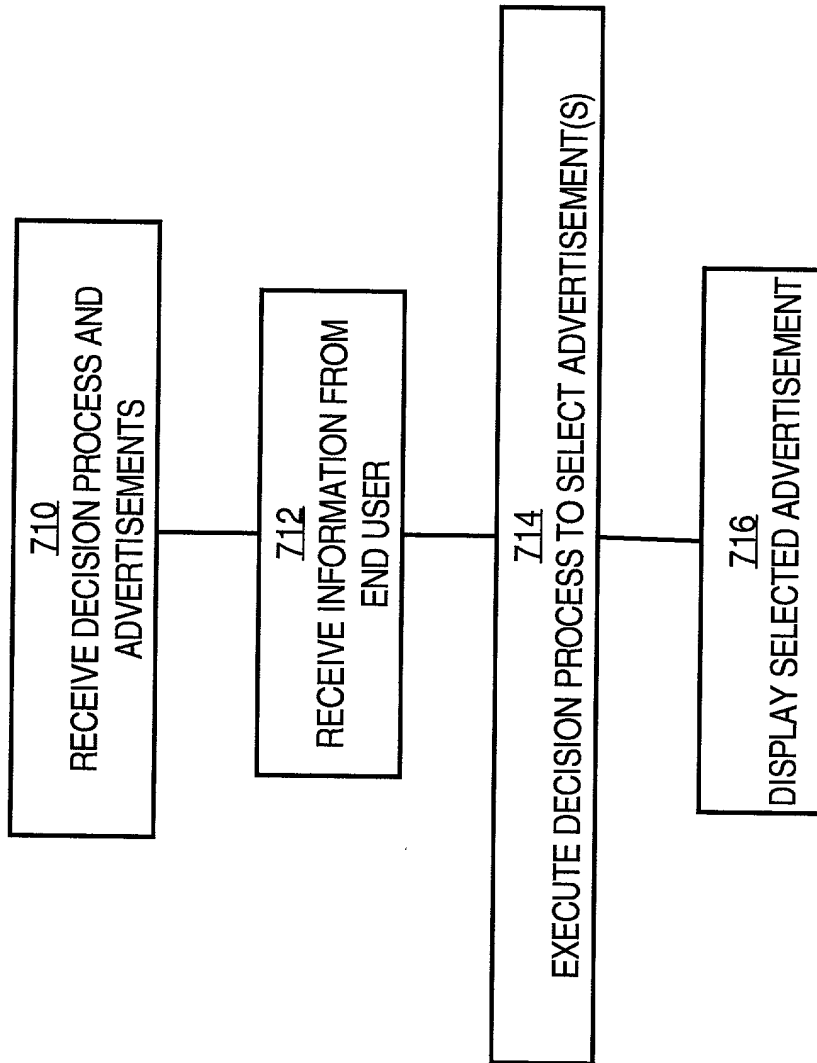 710
RECEIVE DECISION PROCESS AND
ADVERTISEMENTS
712
RECEIVE INFORMATION FROM
END USER
714
EXECUTE DECISION PROCESS TO SELECT ADVERTISEMENT(S)
716
DISPLAY SELECTED ADVERTISEMENT